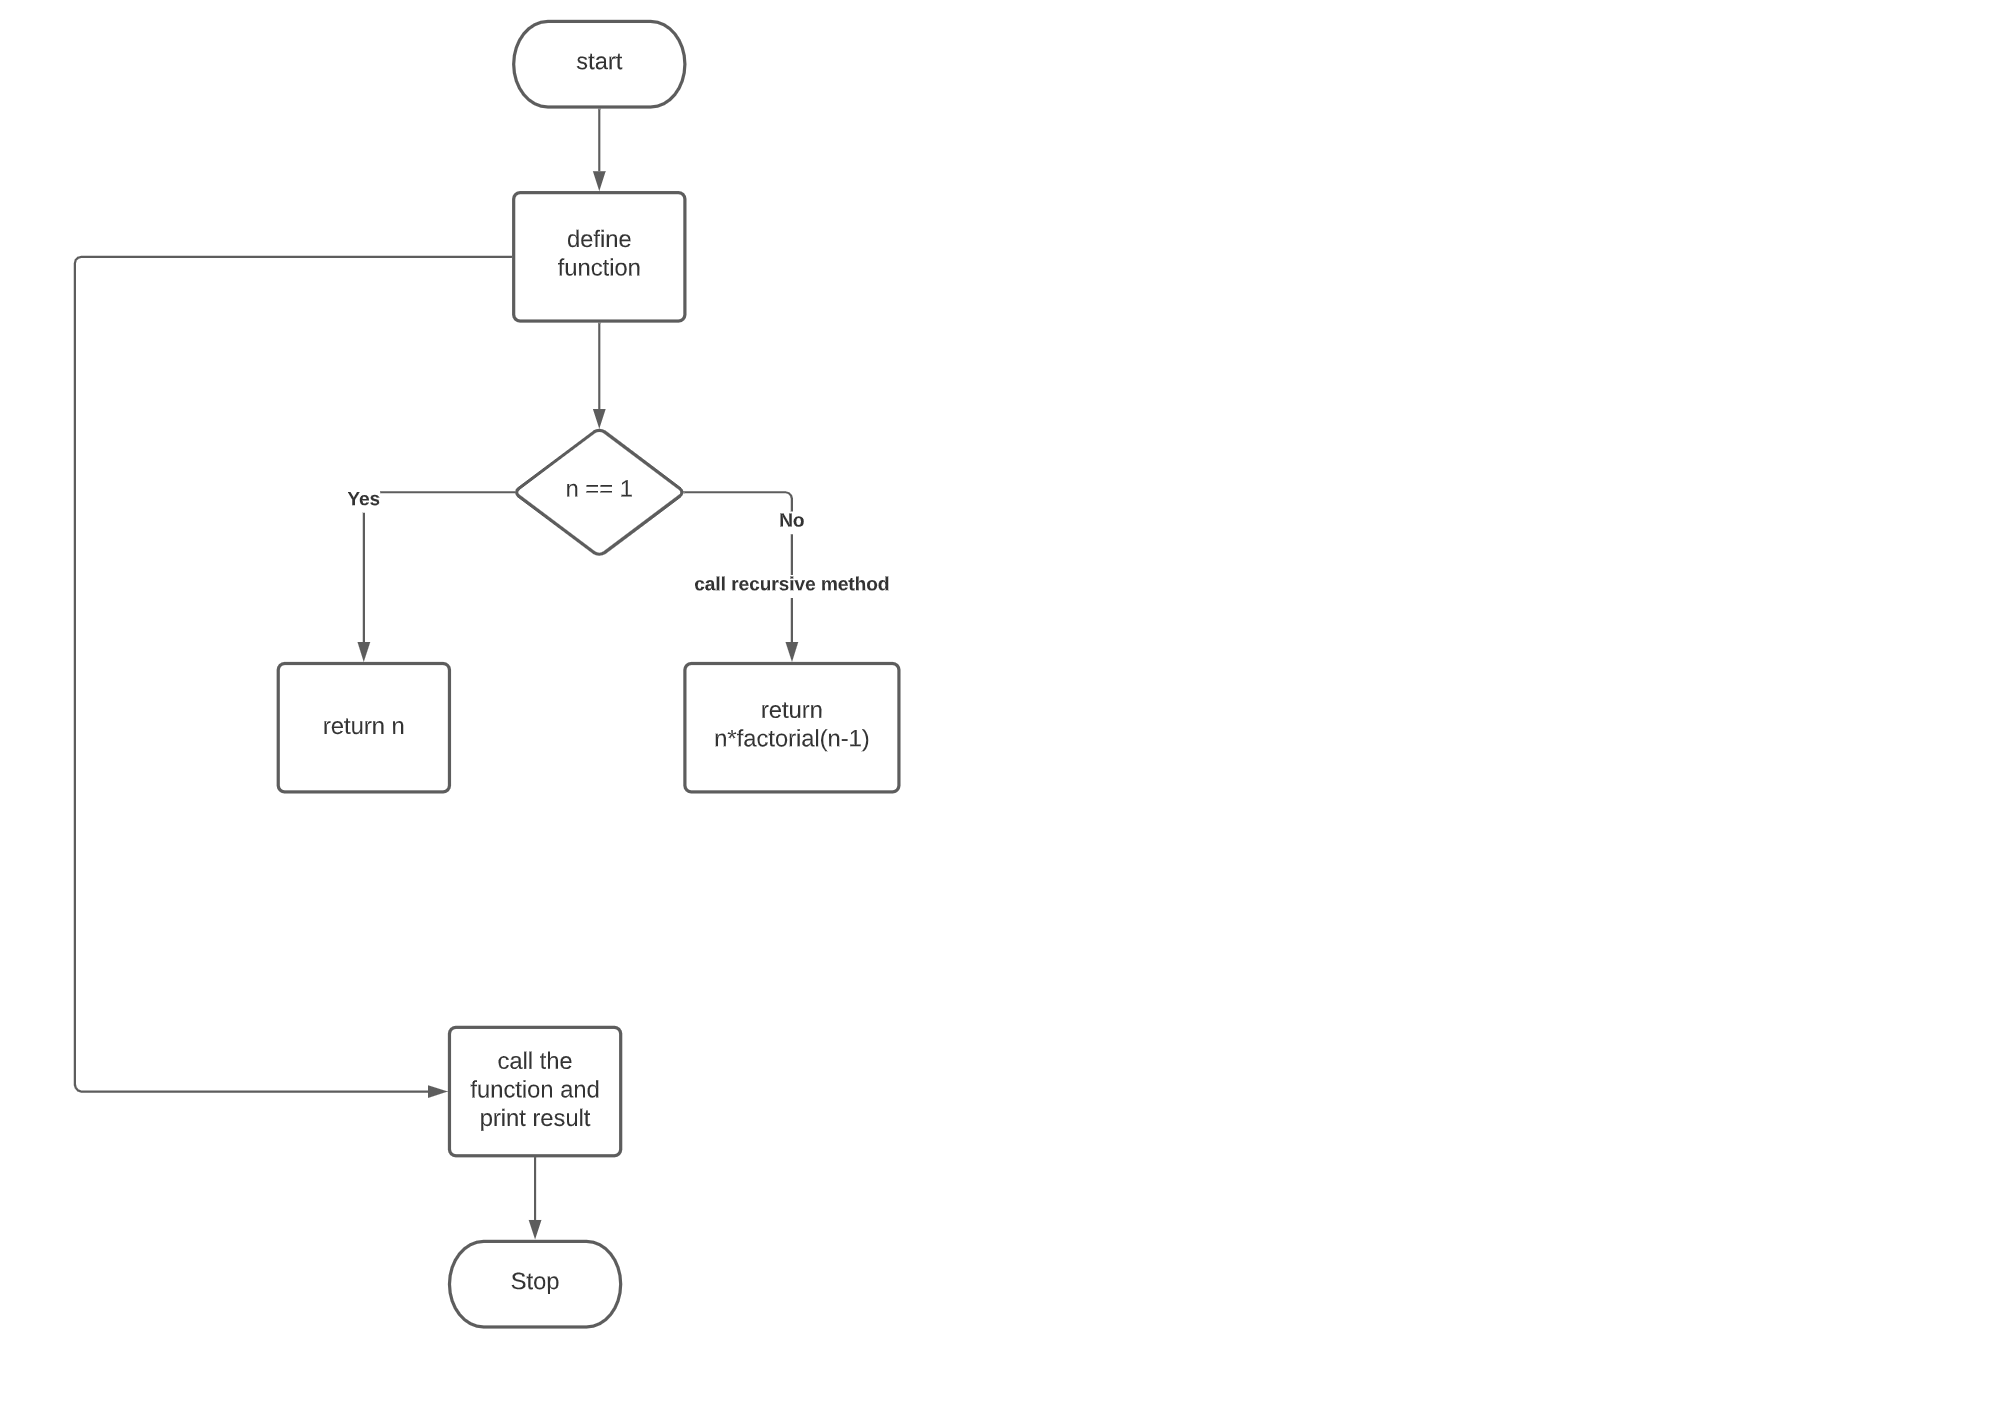 start
define
function
n == 1
Yes
No
call recursive method
return n
return
n*factorial(n-1)
call the
function and
print result
Stop